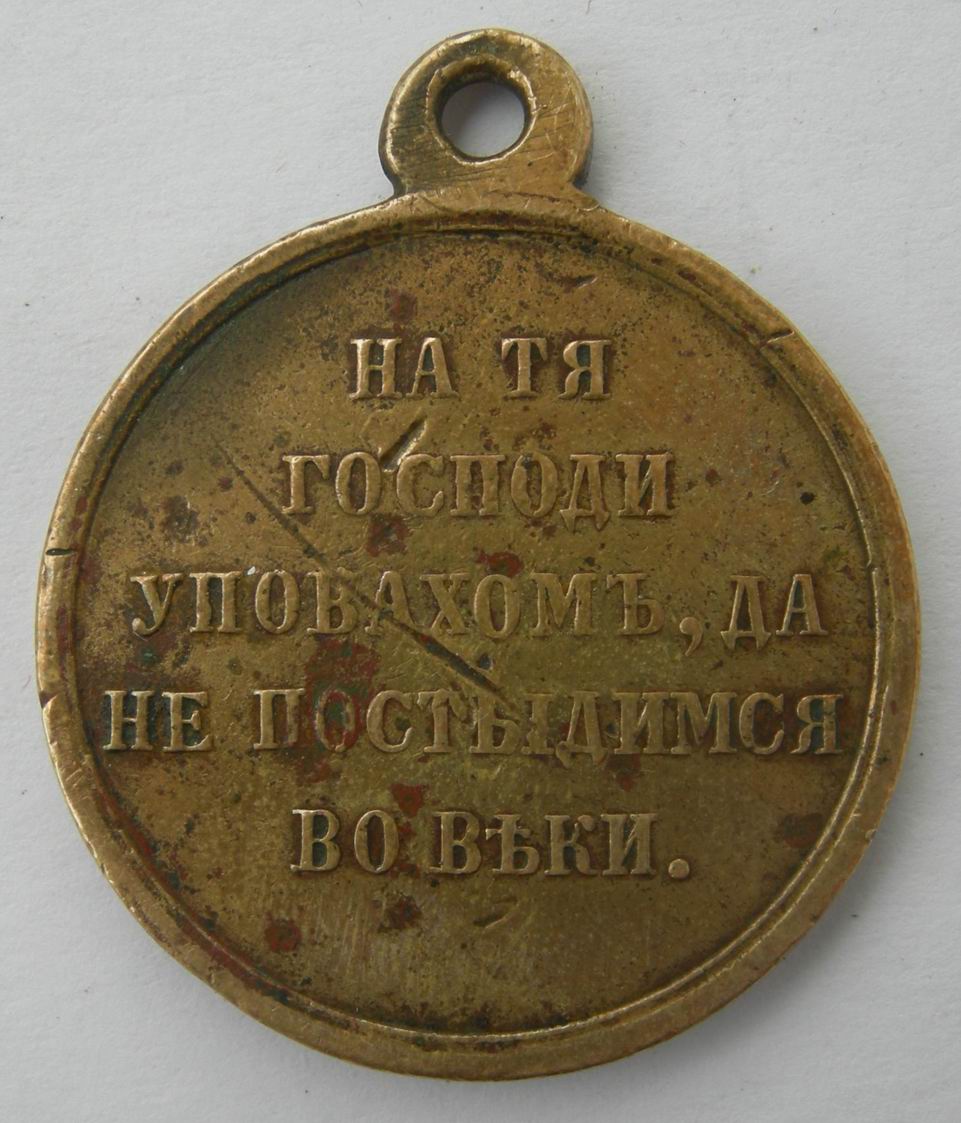 НА ТЯ
ГОСПОДИ
УПОВАХОМЪ, ДА
НЕ ПОСТЫДИМСЯ
ВО ВѢКИ.